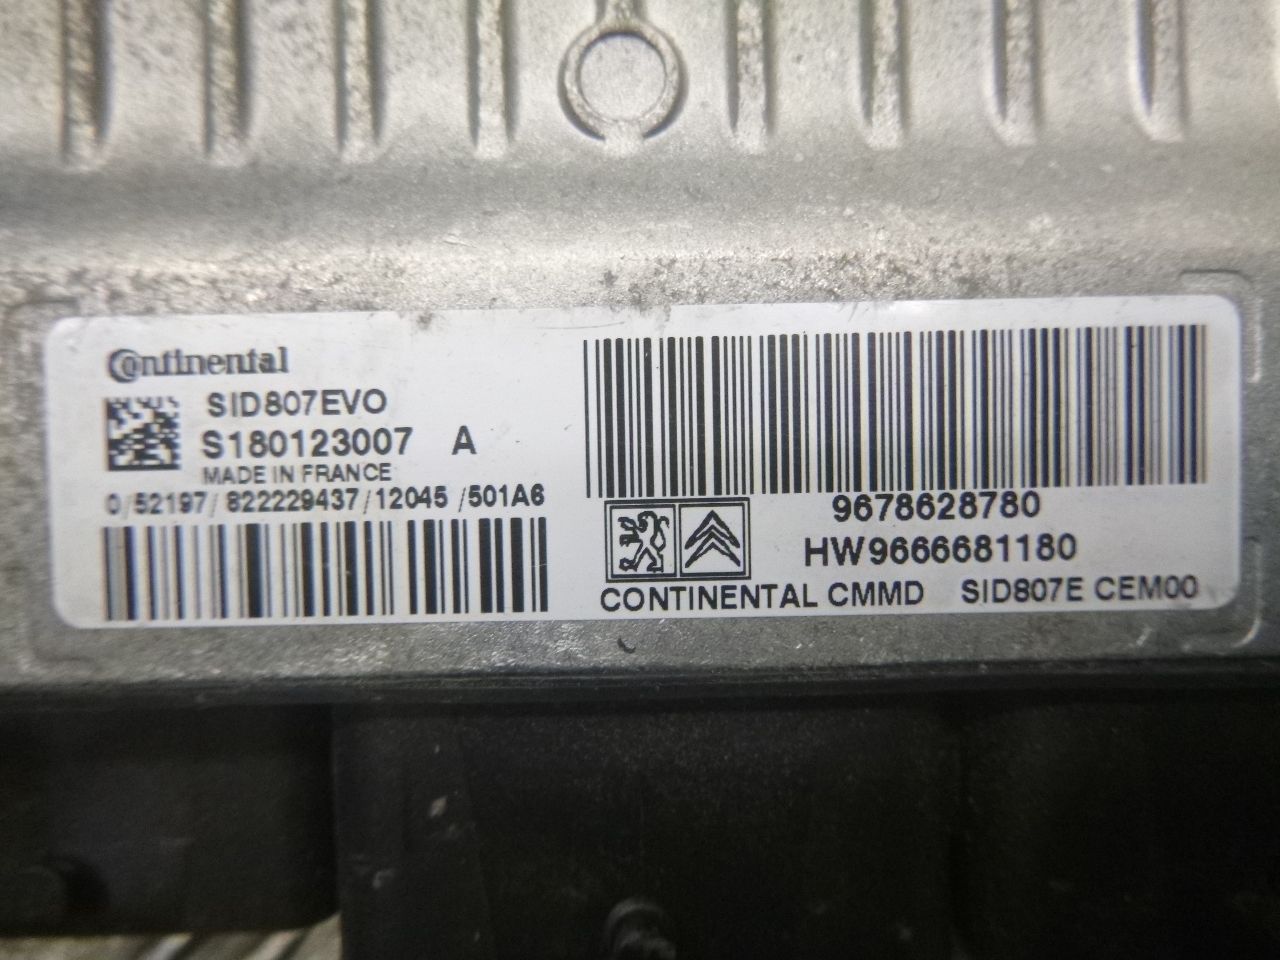 Continental
SID807EVO
S180123007 A
MADE IN FRANCE
0/52197/822229437/12045/501A6
9678628780
HW9666681180
CONTINENTAL CMMD SID807E CEM00